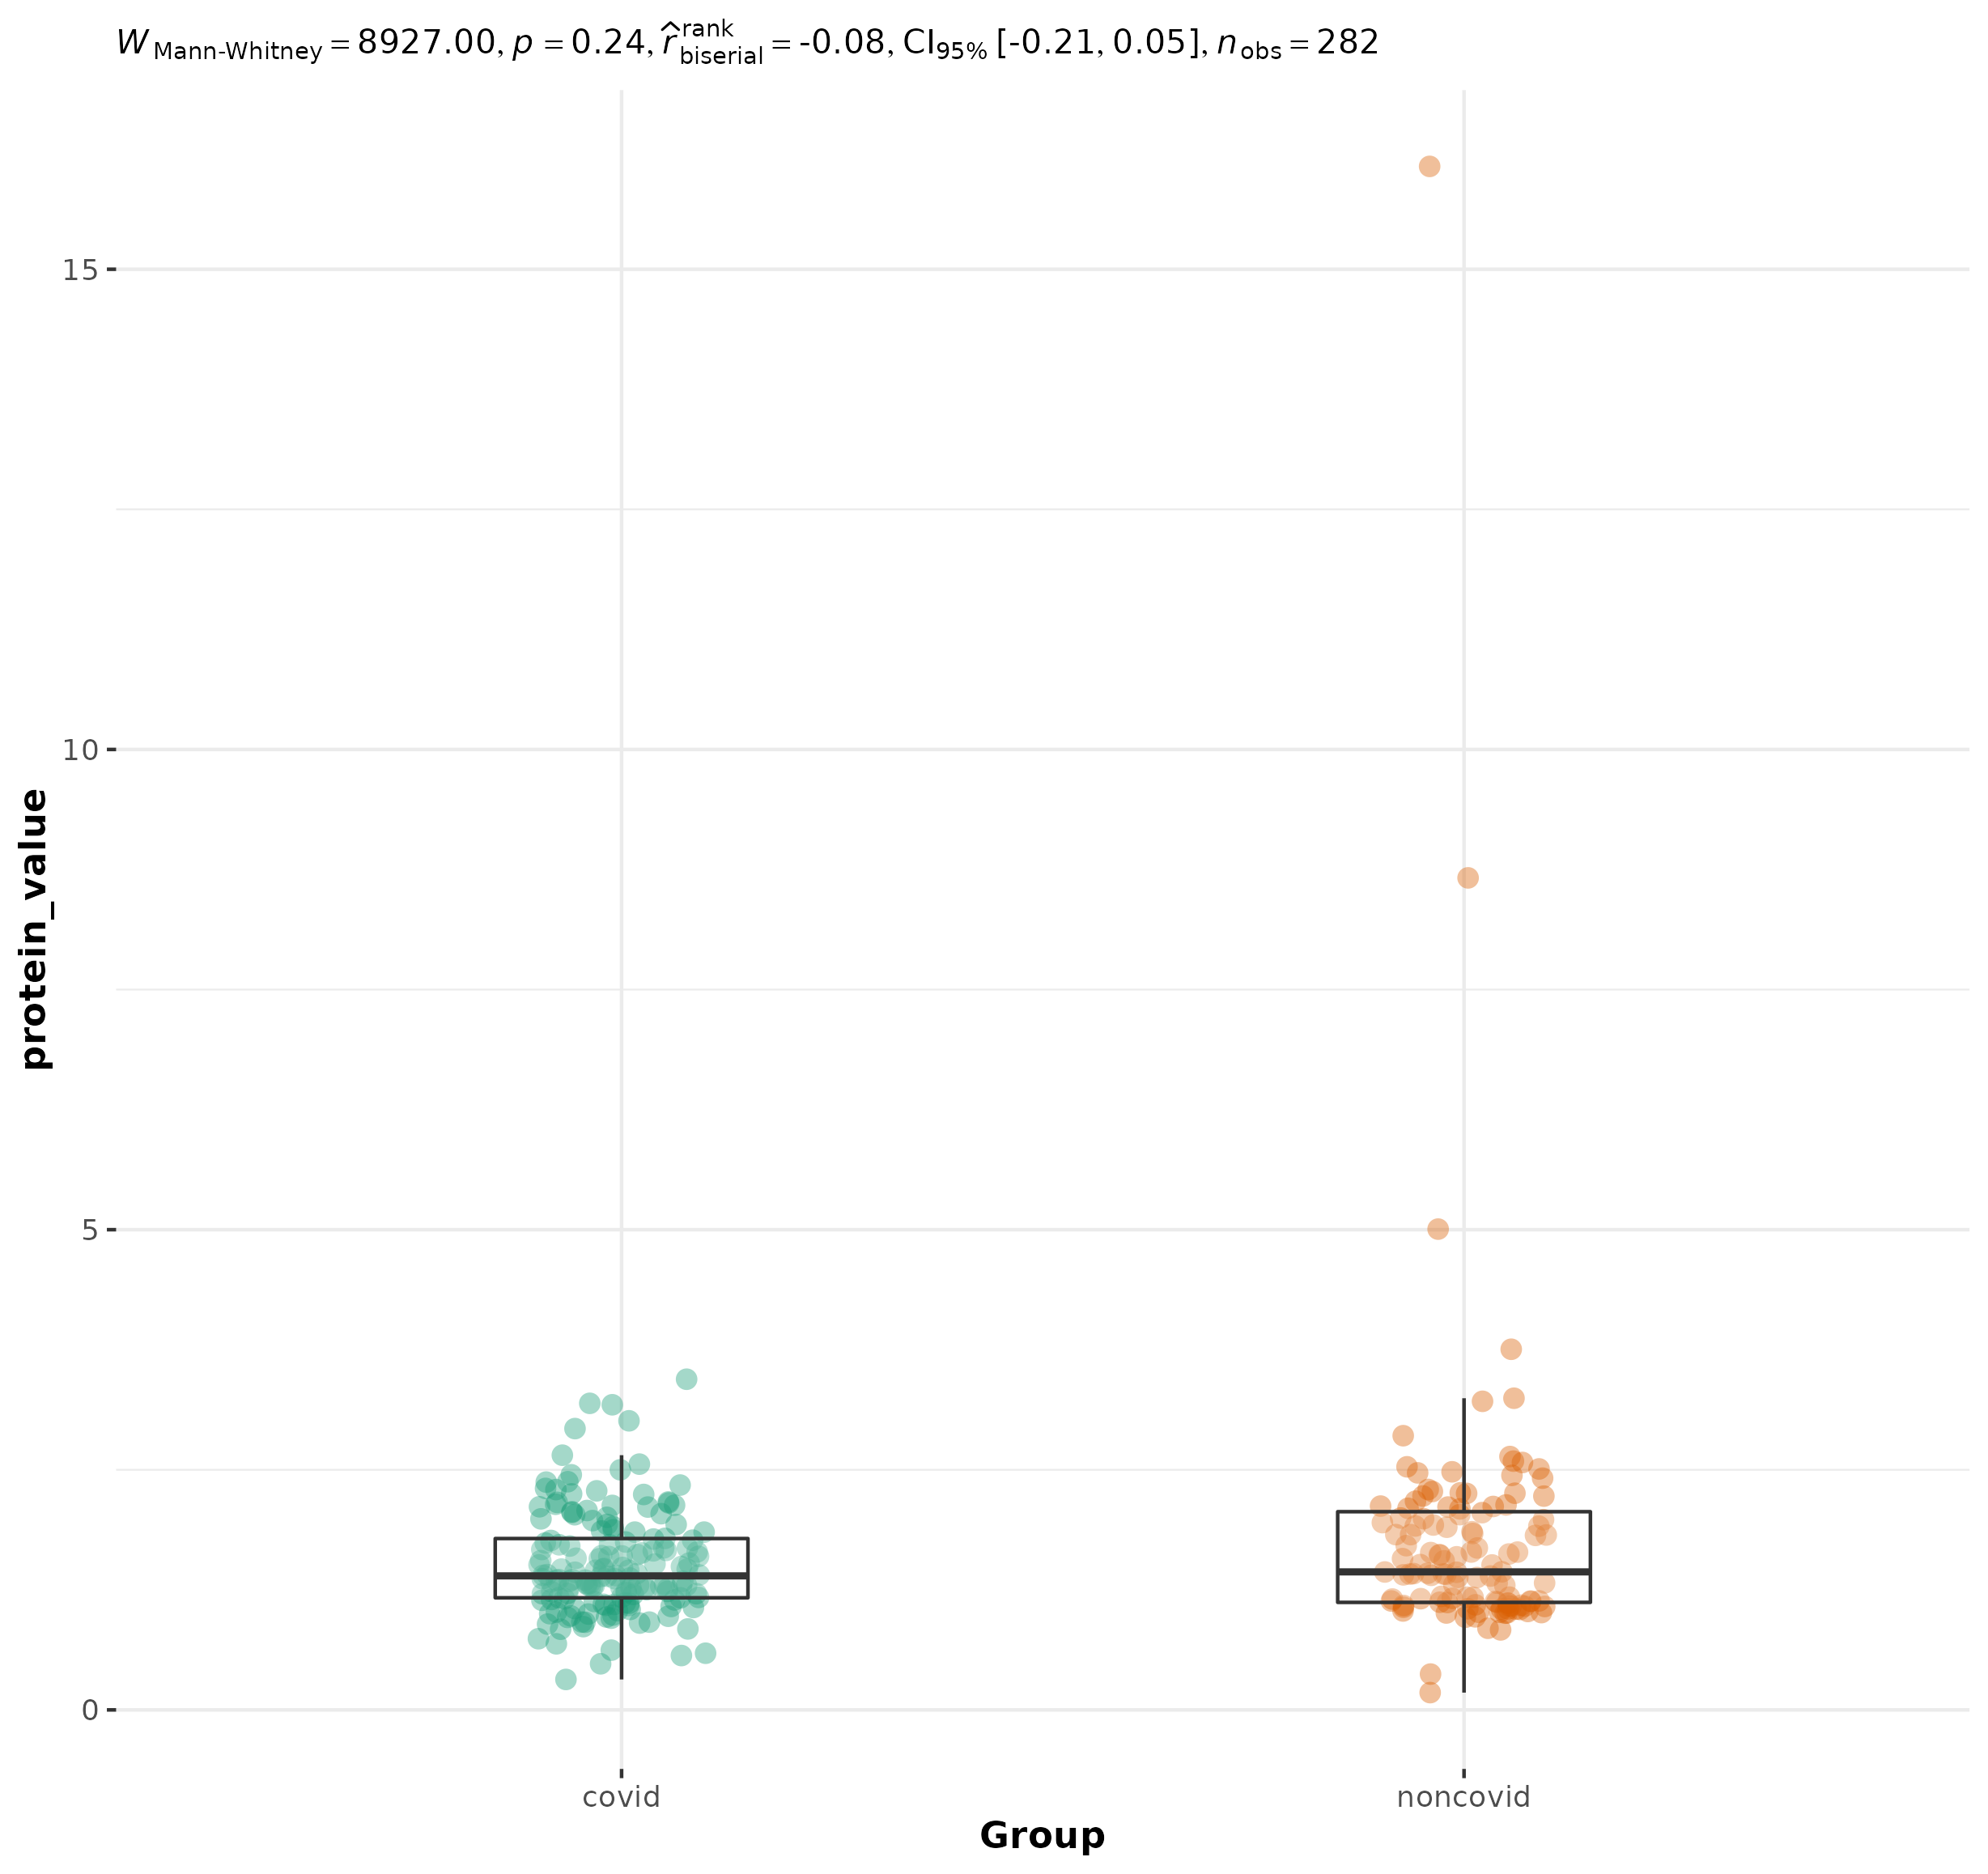 W Mann-Whitney = 8927.00, p = 0.24, r̂ rank biserial = -0.08, CI95% [-0.21, 0.05], n obs = 282
protein_value
15
10
5
0
covid noncovid
Group